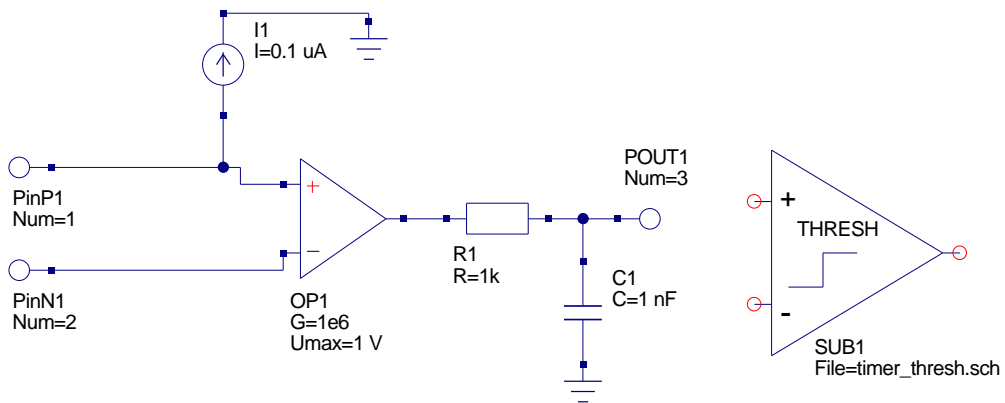 I1
I=0.1 uA
PinP1
Num=1
PinN1
Num=2
+
−
OP1
G=1e6
Umax=1 V
R1
R=1k
POUT1
Num=3
C1
C=1 nF
+
THRESH
-
SUB1
File=timer_thresh.sch